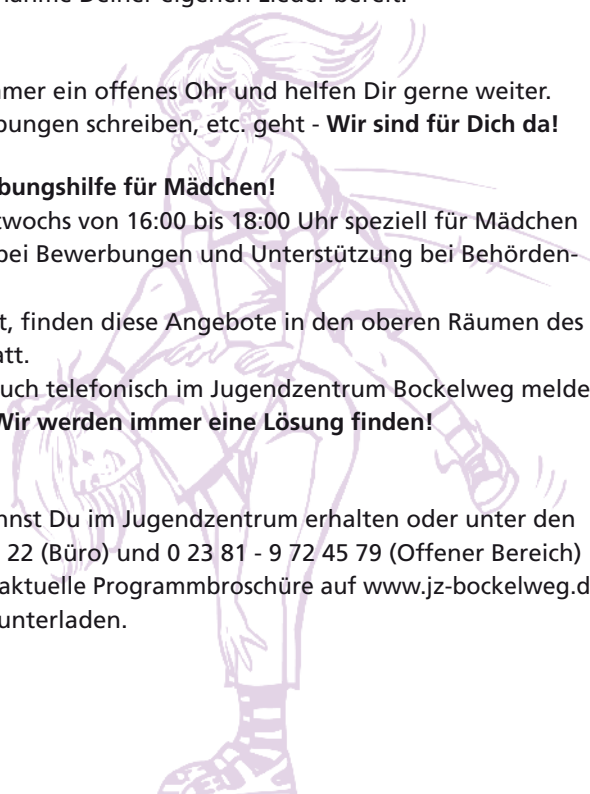 nahme Deiner eigenen Lieder bereit.
mer ein offenes Ohr und helfen Dir gerne weiter.
bungen schreiben, etc. geht - Wir sind für Dich da!
bungshilfe für Mädchen!
twochs von 16:00 bis 18:00 Uhr speziell für Mädchen
bei Bewerbungen und Unterstützung bei Behörden-
t, finden diese Angebote in den oberen Räumen des
att.
uch telefonisch im Jugendzentrum Bockelweg melde
Wir werden immer eine Lösung finden!
nnst Du im Jugendzentrum erhalten oder unter den
22 (Büro) und 0 23 81 - 9 72 45 79 (Offener Bereich)
aktuelle Programmbroschüre auf www.jz-bockelweg.d
unterladen.